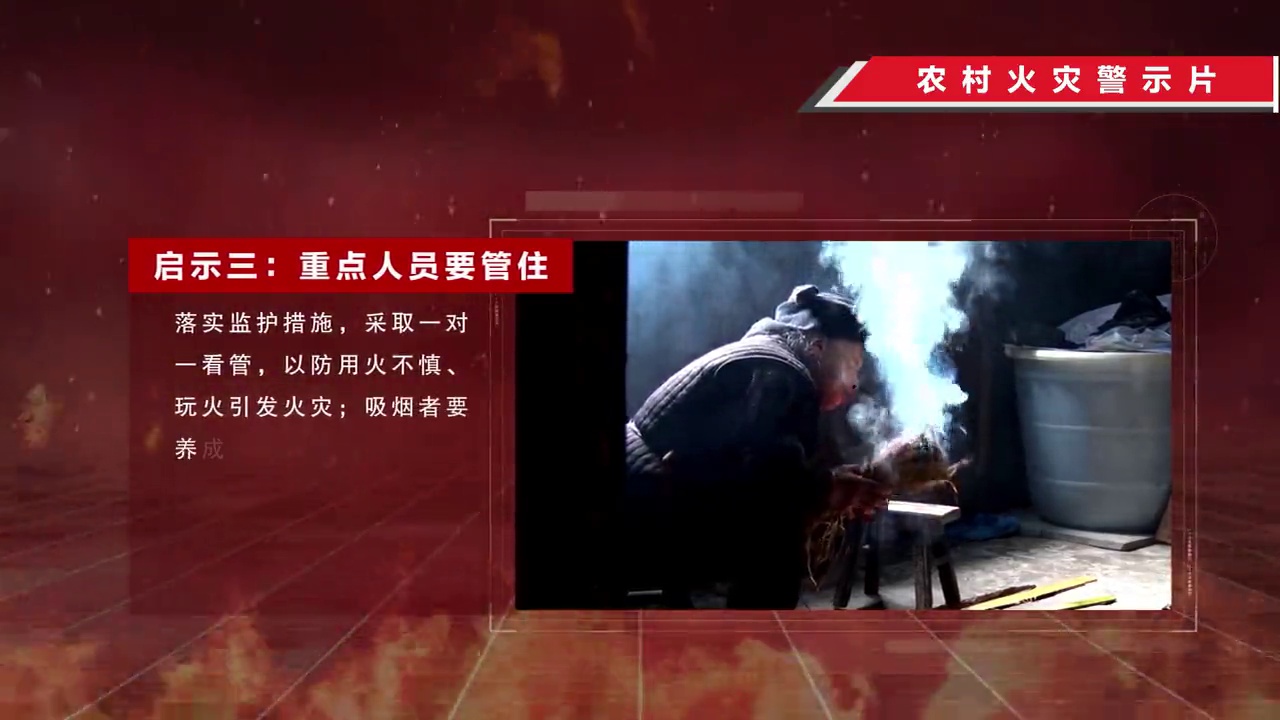 农村火灾警示片
启示三：重点人员要管住
落实监护措施，采取一对
一看管，以防用火不慎、
玩火引发火灾；吸烟者要
养成